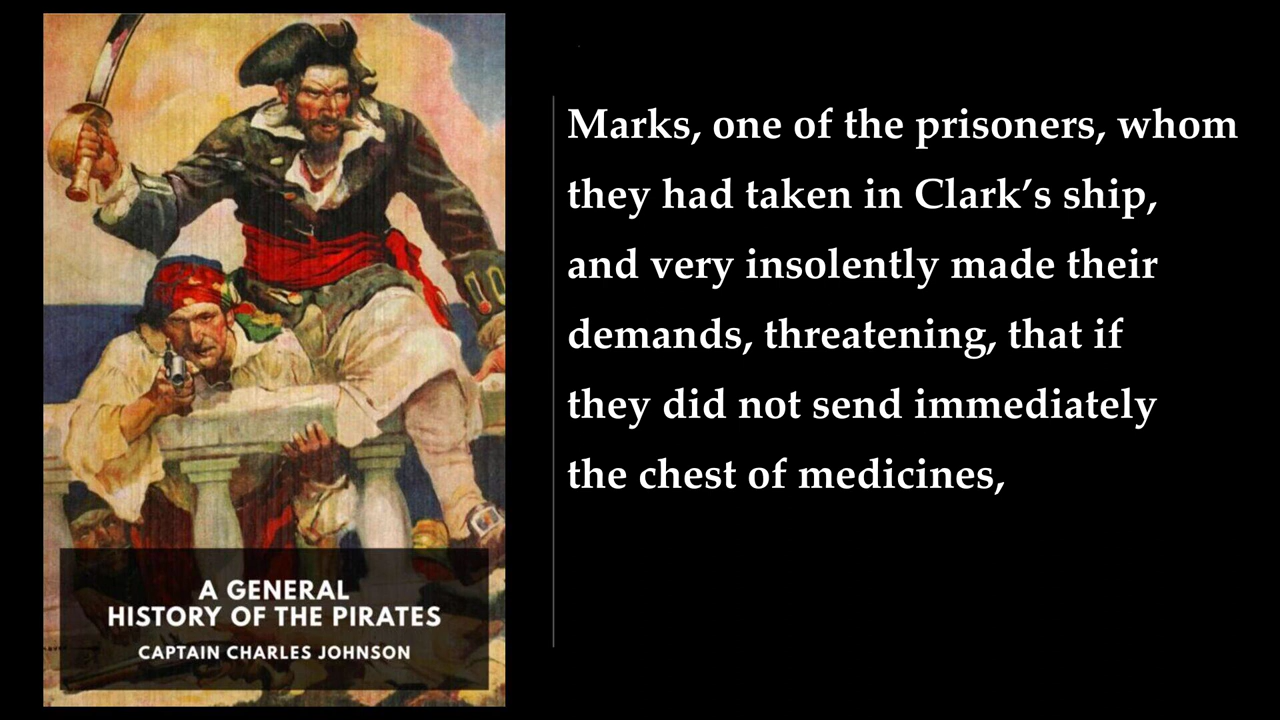 A GENERAL
HISTORY OF THE PIRATES
CAPTAIN CHARLES JOHNSON
Marks, one of the prisoners, whom
they had taken in Clark’s ship,
and very insolently made their
demands, threatening, that if
they did not send immediately
the chest of medicines,